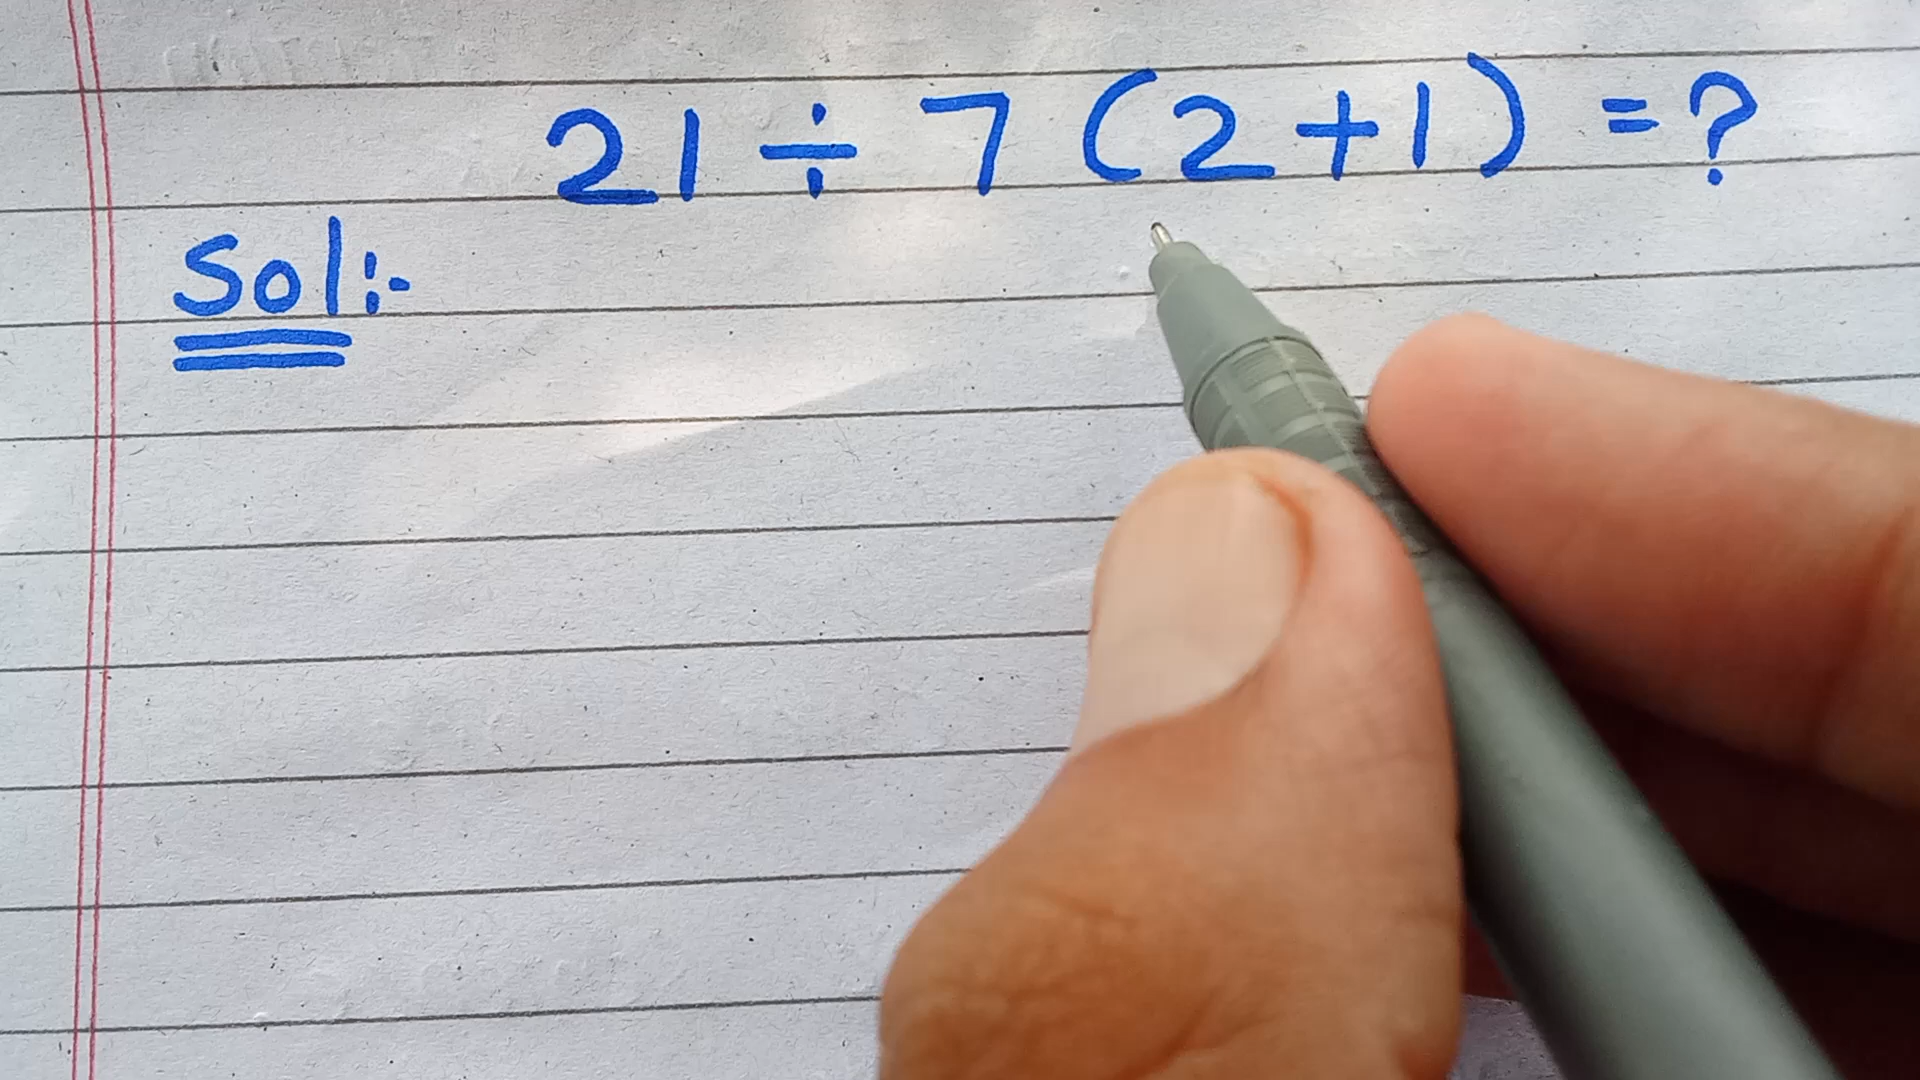 21 ÷ 7 (2+1) = ?
Sol:-